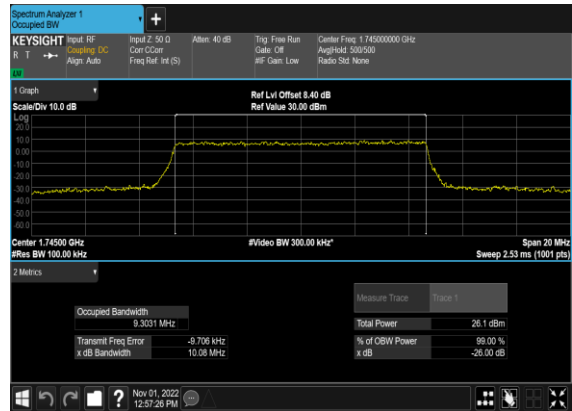 Spectrum Analyzer 1
Occupied BW
+
KEYSIGHT Input: RF Input Z: 50 Ω Atten: 40 dB Trig: Free Run Center Freq: 1.745000000 GHz
R T Coupling: DC Corr CCorr Gate: Off Avg|Hold: 500/500
Align: Auto Freq Ref: Int (S) #IF Gain: Low Radio Std: None
1 Graph
Ref Lvl Offset 8.40 dB
Scale/Div 10.0 dB Ref Value 30.00 dBm
Log
20.0
10.0
0.00
-10.0
-20.0
-30.0
-40.0
-50.0
-60.0
Center 1.74500 GHz #Video BW 300.00 kHz* Span 20 MHz
#Res BW 100.00 kHz Sweep 2.53 ms (1001 pts)
2 Metrics
Measure Trace Trace 1
Occupied Bandwidth
9.3031 MHz Total Power 26.1 dBm
Transmit Freq Error -9.706 kHz % of OBW Power 99.00 %
x dB Bandwidth 10.08 MHz x dB -26.00 dB
? Nov 01, 2022
12:57:26 PM